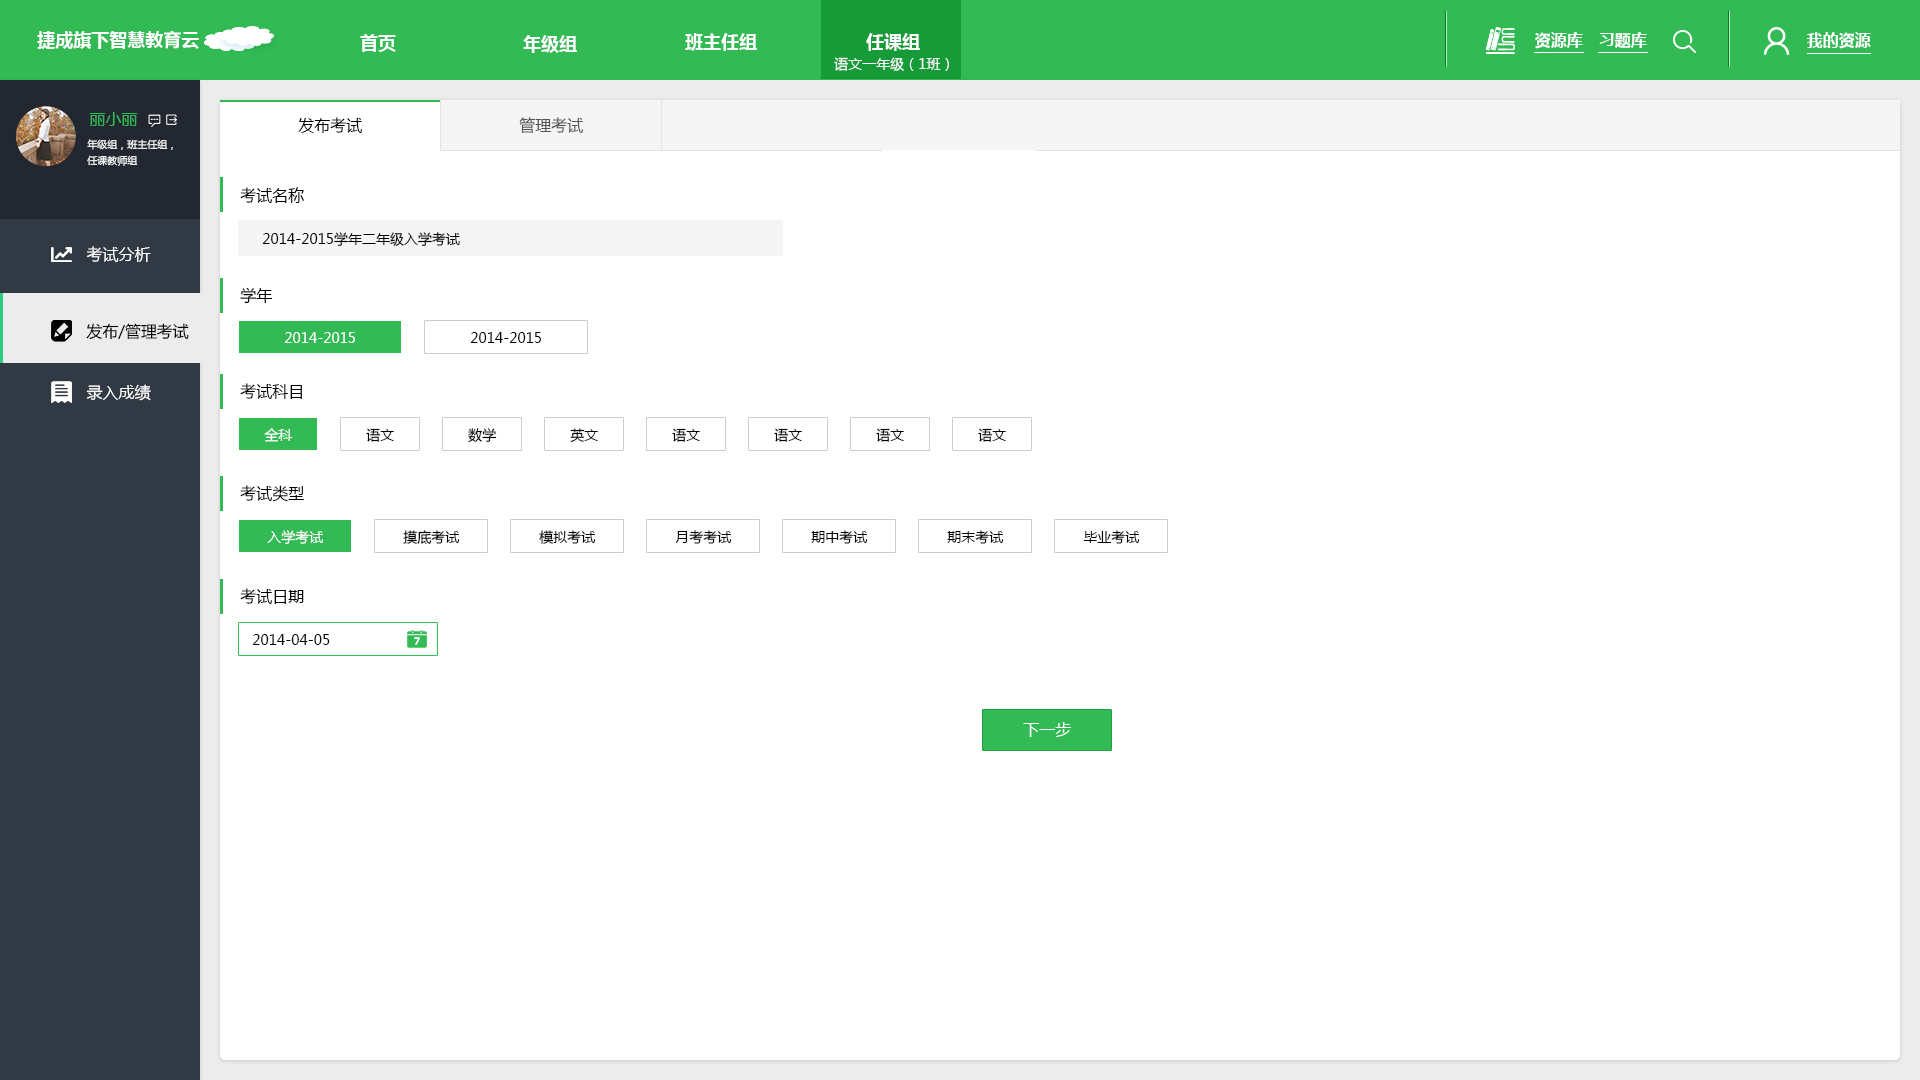 捷成旗下智慧教育云
首页
年级组
班主任组
任课组
语文一年级（1班）
资源库
习题库
我的资源
丽小丽
年级组，班主任组，
任课教师组
考试分析
发布/管理考试
录入成绩
发布考试
管理考试
考试名称
2014-2015学年二年级入学考试
学年
2014-2015
2014-2015
考试科目
全科
语文
数学
英文
语文
语文
语文
语文
考试类型
入学考试
摸底考试
模拟考试
月考考试
期中考试
期末考试
毕业考试
考试日期
2014-04-05
7
下一步